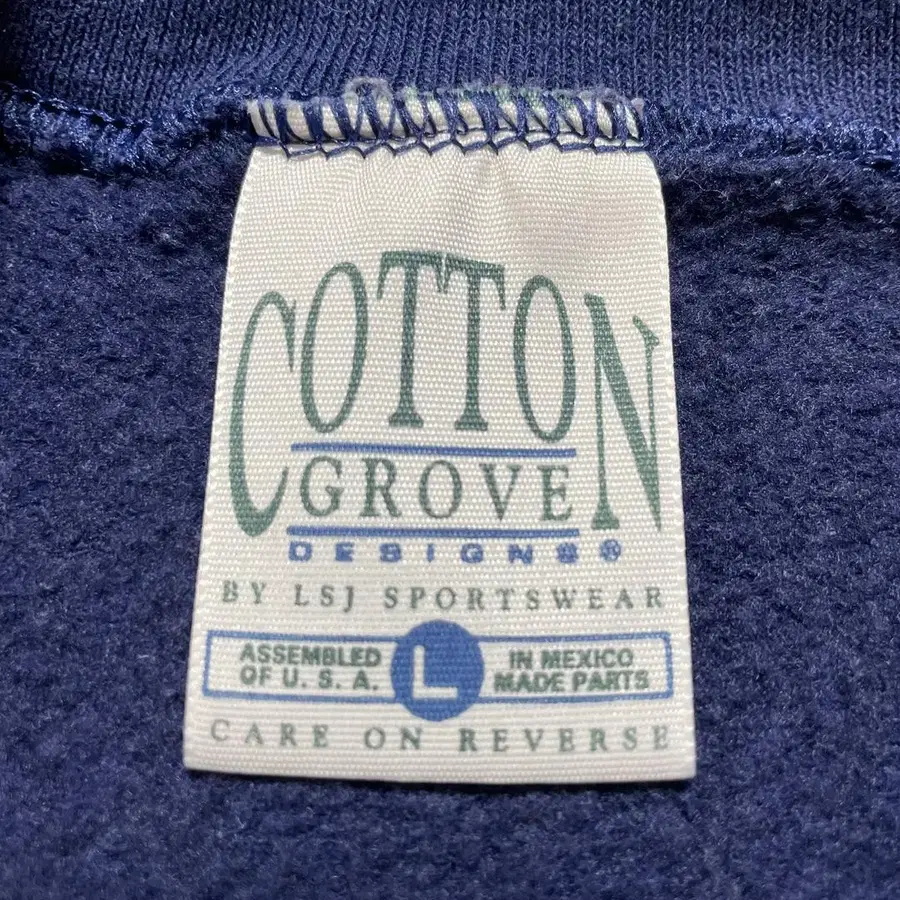 COTTON
GROVE
DESIGNS®
BY LSJ SPORTSWEAR
ASSEMBLED L IN MEXICO
OF U. S. A. MADE PARTS
CARE ON REVERSE